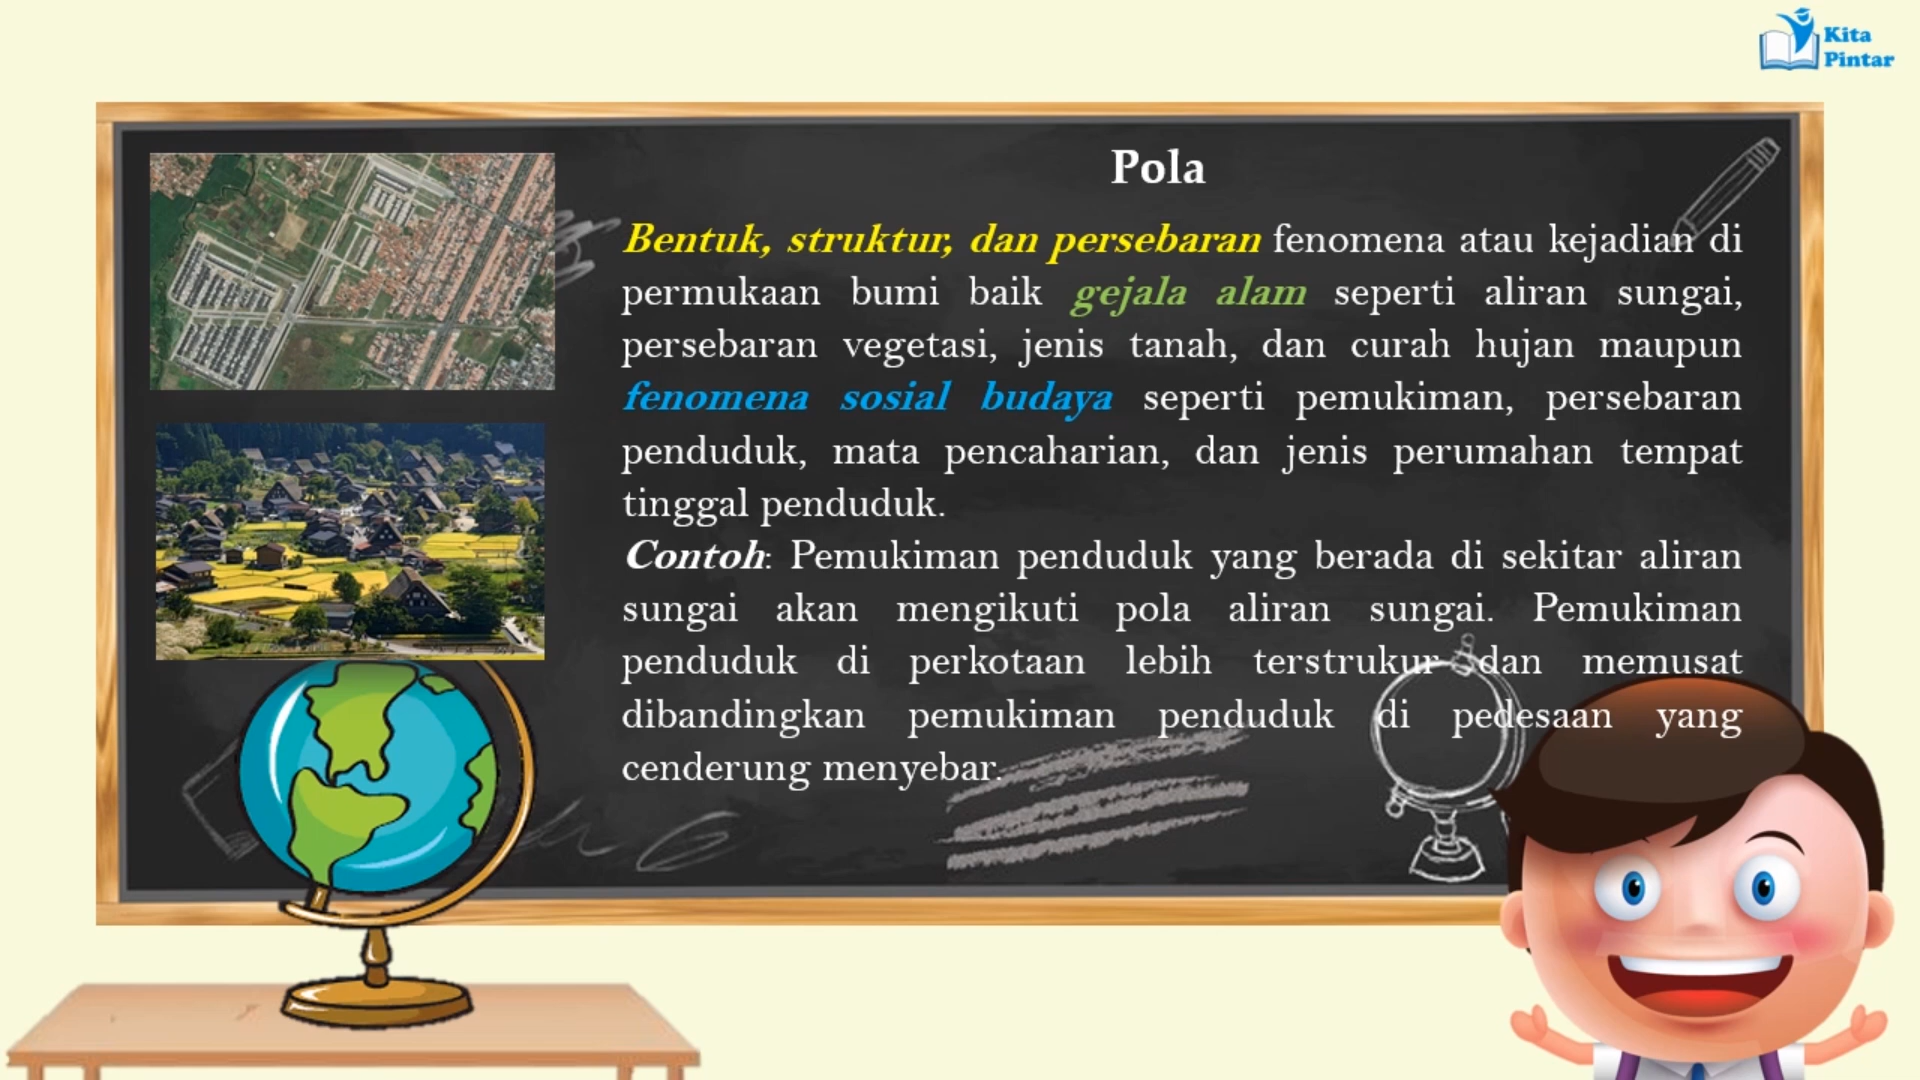 Kita
Pintar
Pola
Bentuk, struktur, dan persebaran fenomena atau kejadian di
permukaan bumi baik gejala alam seperti aliran sungai,
persebaran vegetasi, jenis tanah, dan curah hujan maupun
fenomena sosial budaya seperti pemukiman, persebaran
penduduk, mata pencaharian, dan jenis perumahan tempat
tinggal penduduk.
Contoh: Pemukiman penduduk yang berada di sekitar aliran
sungai akan mengikuti pola aliran sungai. Pemukiman
penduduk di perkotaan lebih terstrukur dan memusat
dibandingkan pemukiman penduduk di pedesaan yang
cenderung menyebar.